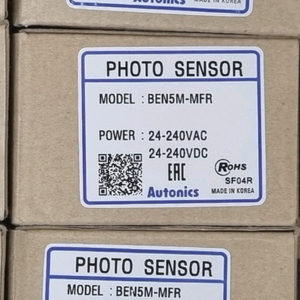 Autonics
MADE IN KOREA
PHOTO SENSOR
MODEL : BEN5M-MFR
POWER : 24-240VAC
24-240VDC
EAC
RoHS
SF04R
Autonics
MADE IN KOREA
PHOTO SENSOR
MODEL : BEN5M-MFR